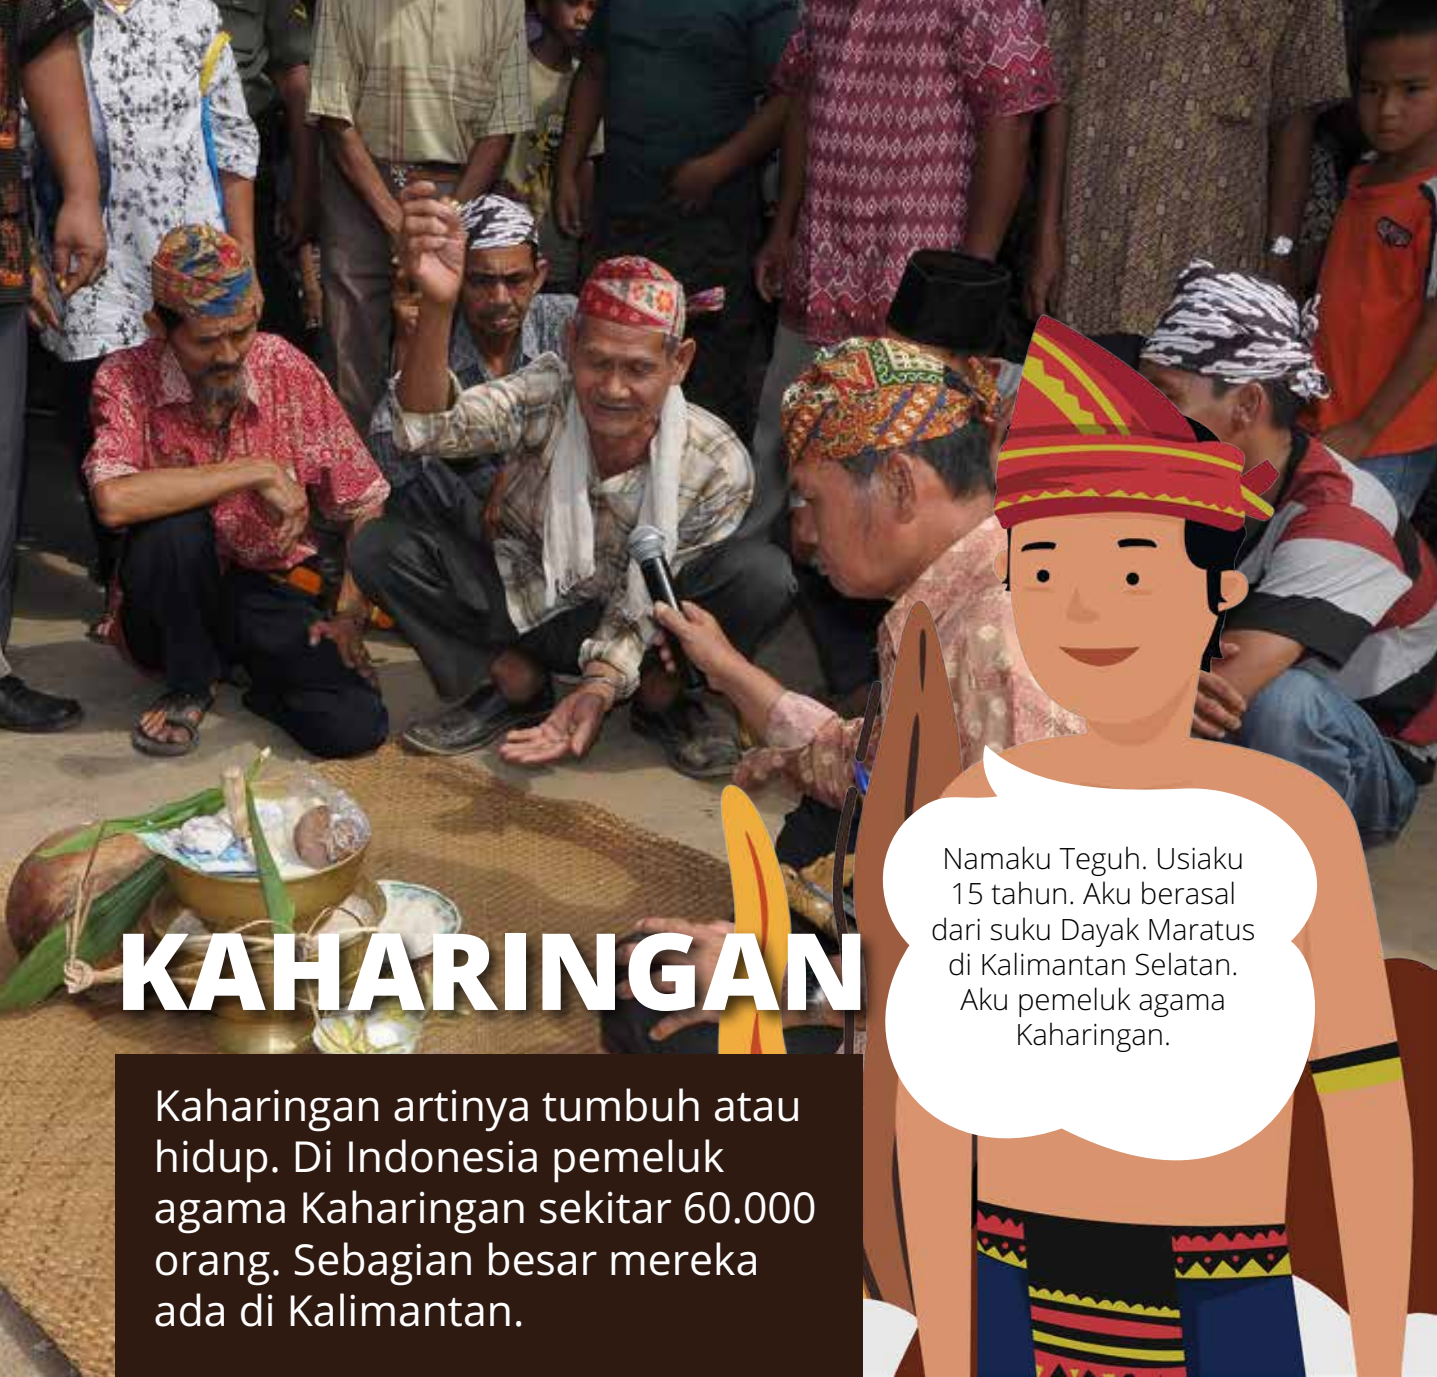 KAHARINGAN
Kaharingan artinya tumbuh atau
hidup. Di Indonesia pemeluk
agama Kaharingan sekitar 60.000
orang. Sebagian besar mereka
ada di Kalimantan.
Namaku Teguh. Usiaku
15 tahun. Aku berasal
dari suku Dayak Maratus
di Kalimantan Selatan.
Aku pemeluk agama
Kaharingan.